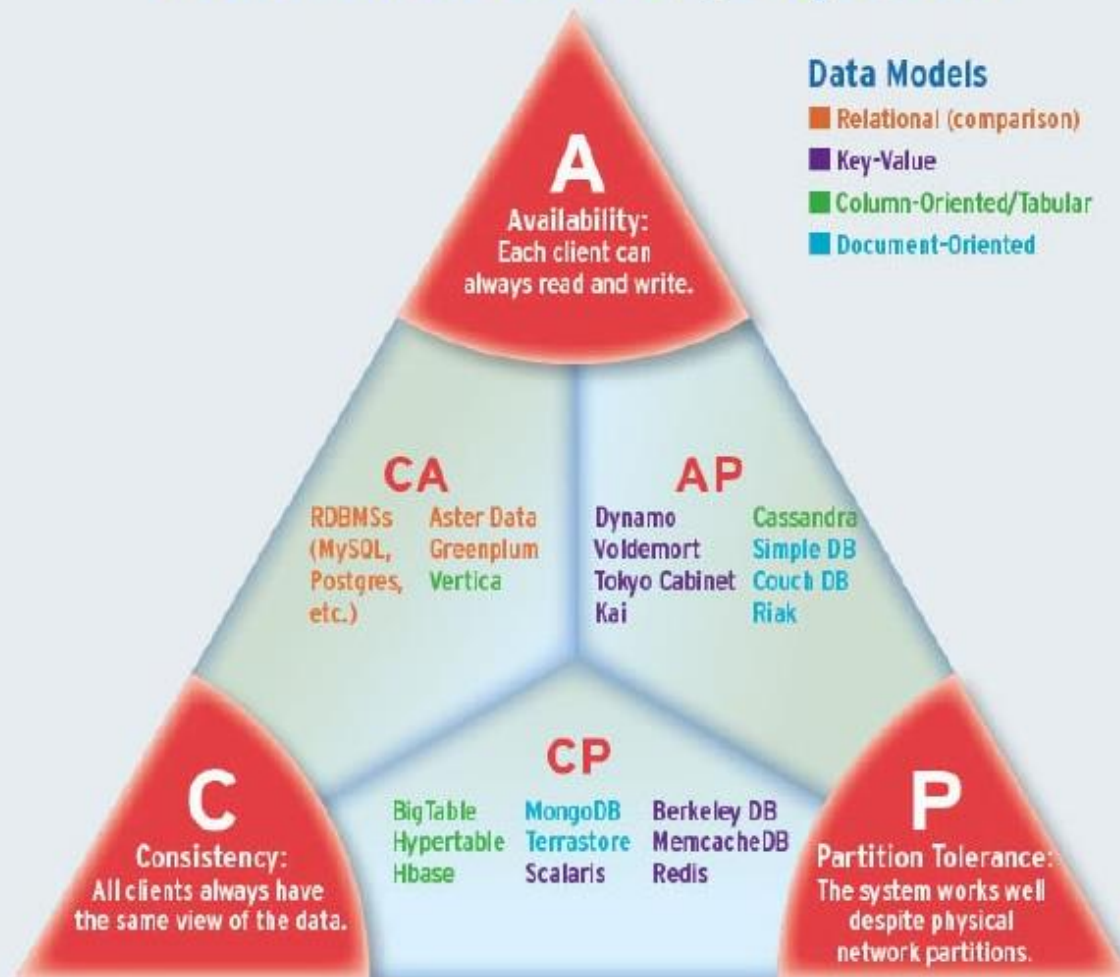 Data Models
Relational (comparison)
Key-Value
Column-Oriented/Tabular
Document-Oriented
A
Availability:
Each client can
always read and write.
CA
RDBMSs
(MySQL,
Postgres,
etc.)
Aster Data
Greenplum
Vertica
AP
Dynamo
Voldemort
Tokyo Cabinet
Kai
Cassandra
Simple DB
Couch DB
Riak
CP
BigTable
Hypertable
Hbase
MongoDB
Terrastore
Scalaris
Berkeley DB
MemcacheDB
Redis
C
Consistency:
All clients always have
the same view of the data.
P
Partition Tolerance:
The system works well
despite physical
network partitions.